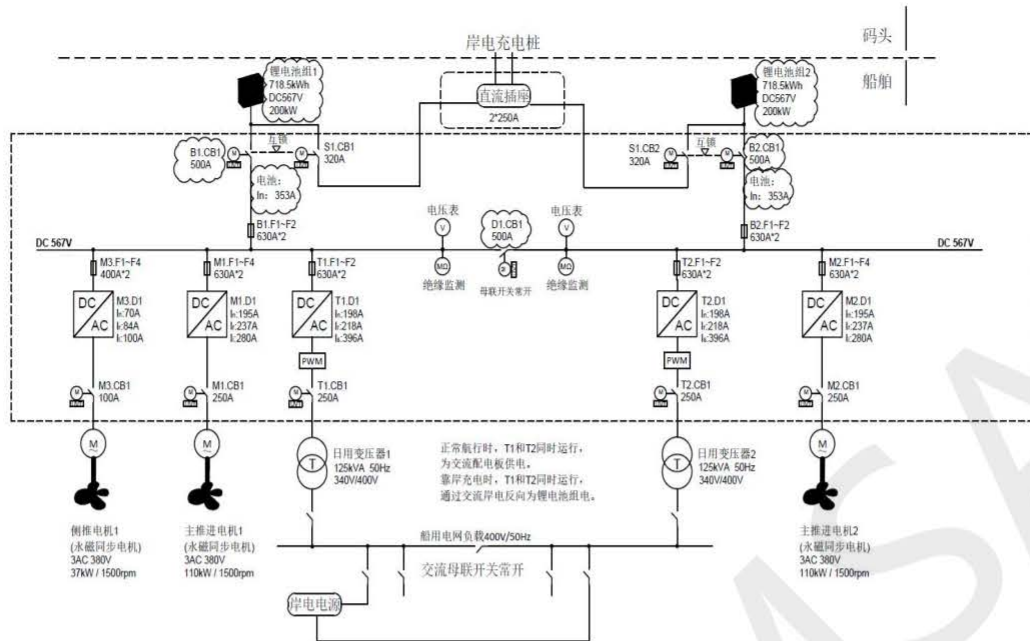 岸电充电桩
码头
船舶
锂电池组1
718.5kWh
DC567V
200kW
直流插座
2*250A
锂电池组2
718.5kWh
DC567V
200kW
B1.CB1
500A
M
互锁
S1.CB1
320A
M
S1.CB2
320A
M
互锁
B2.CB1
500A
M
电池:
In: 353A
电池:
In: 353A
B1.F1~F2
630A*2
电压表
V
D1.CB1
500A
电压表
V
B2.F1~F2
630A*2
DC 567V
DC 567V
M3.F1~F4
400A*2
M1.F1~F4
630A*2
T1.F1~F2
630A*2
MΩ
绝缘监测
M
母联开关常开
MΩ
绝缘监测
T2.F1~F2
630A*2
M2.F1~F4
630A*2
DC
AC
M3.D1
:70A
:84A
:100A
DC
AC
M1.D1
:195A
:237A
:280A
DC
AC
T1.D1
:198A
:218A
:396A
DC
AC
T2.D1
:198A
:218A
:396A
DC
AC
M2.D1
:195A
:237A
:280A
PWM
PWM
M
M3.CB1
100A
M
M1.CB1
250A
M
T1.CB1
250A
M
T2.CB1
250A
M
M2.CB1
250A
M
~
M
~
T
日用变压器1
125kVA 50Hz
340V/400V
正常航行时,T1和T2同时运行,
为交流配电板供电。
靠岸充电时,T1和T2同时运行,
通过交流岸电反向为锂电池组电。
T
日用变压器2
125kVA 50Hz
340V/400V
M
~
侧推电机1
(永磁同步电机)
3AC 380V
37kW / 1500rpm
主推进电机1
(永磁同步电机)
3AC 380V
110kW / 1500rpm
主推进电机2
(永磁同步电机)
3AC 380V
110kW / 1500rpm
船用电网负载400V/50Hz
交流母联开关常开
岸电电源
MSA